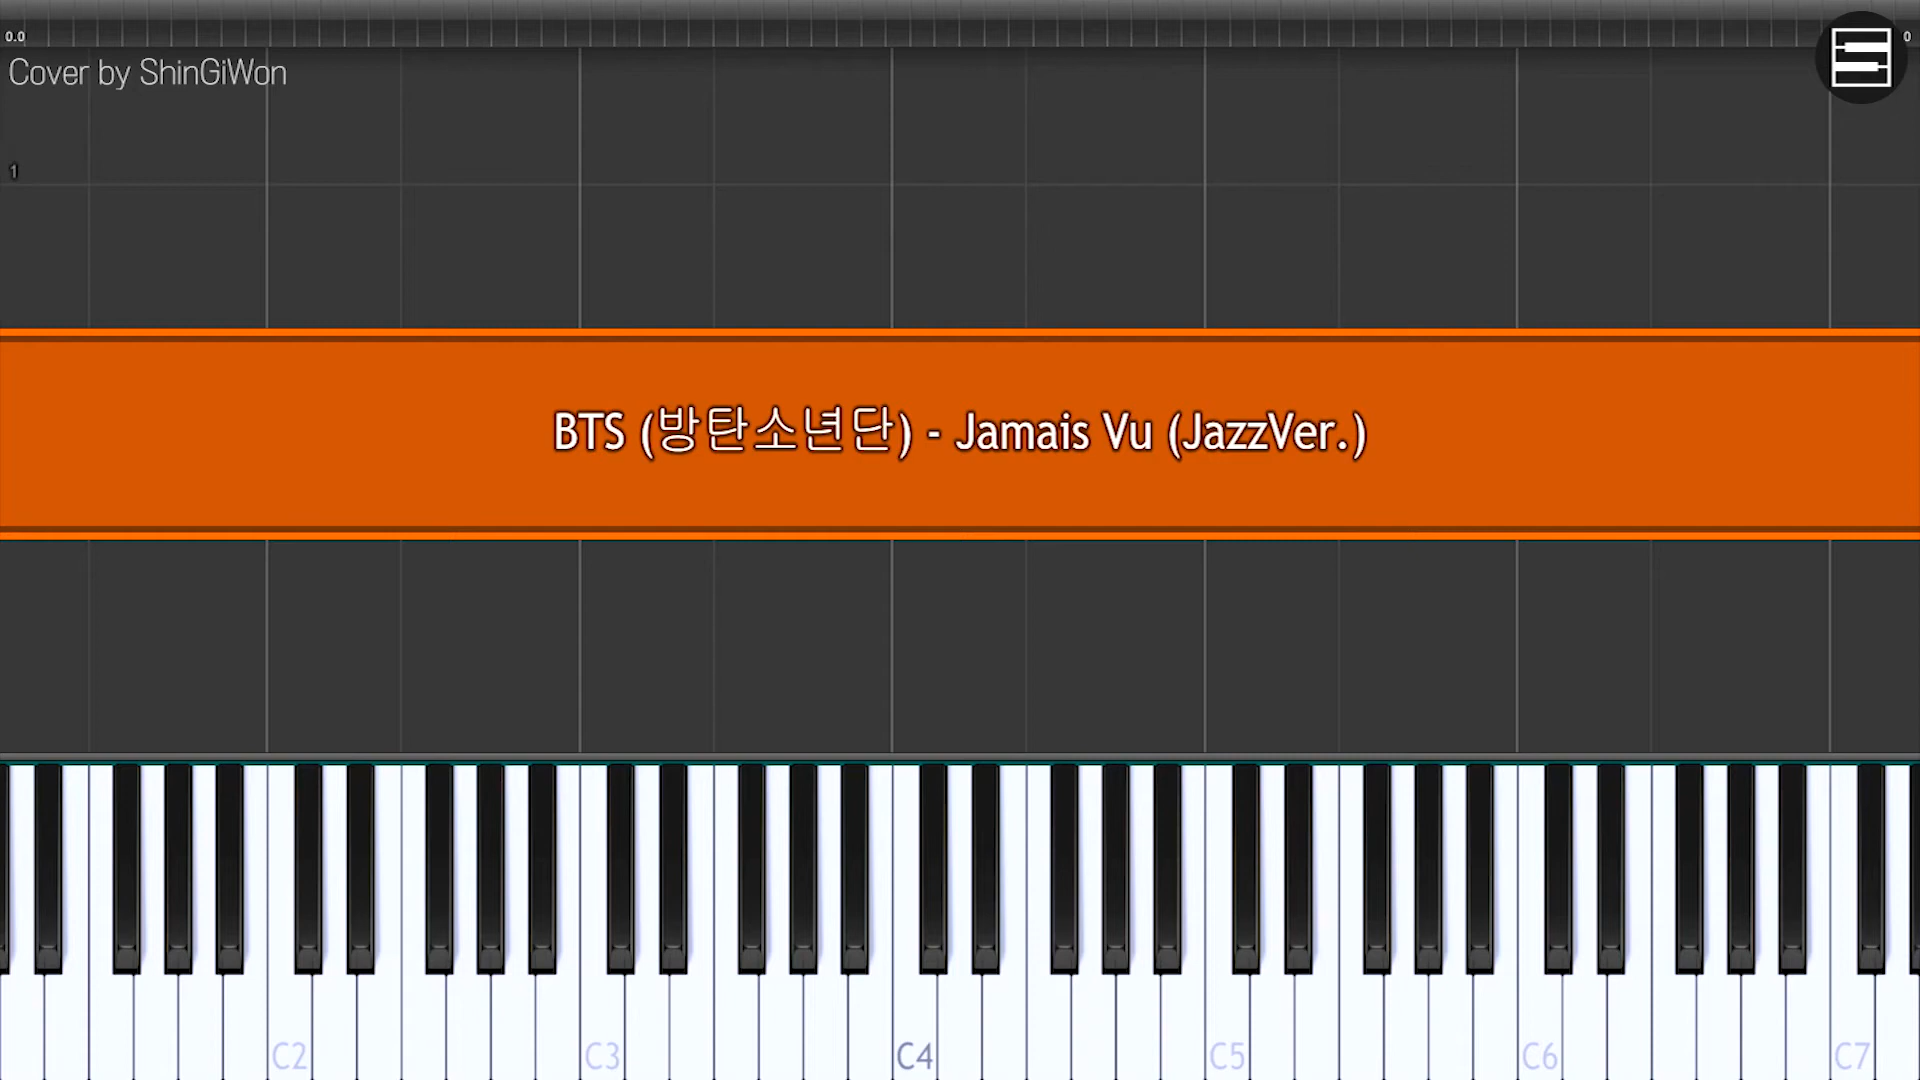 0.0
0
Cover by ShinGiWon
1
BTS (방탄소년단) - Jamais Vu (JazzVer.)
C2 C3 C4 C5 C6 C7